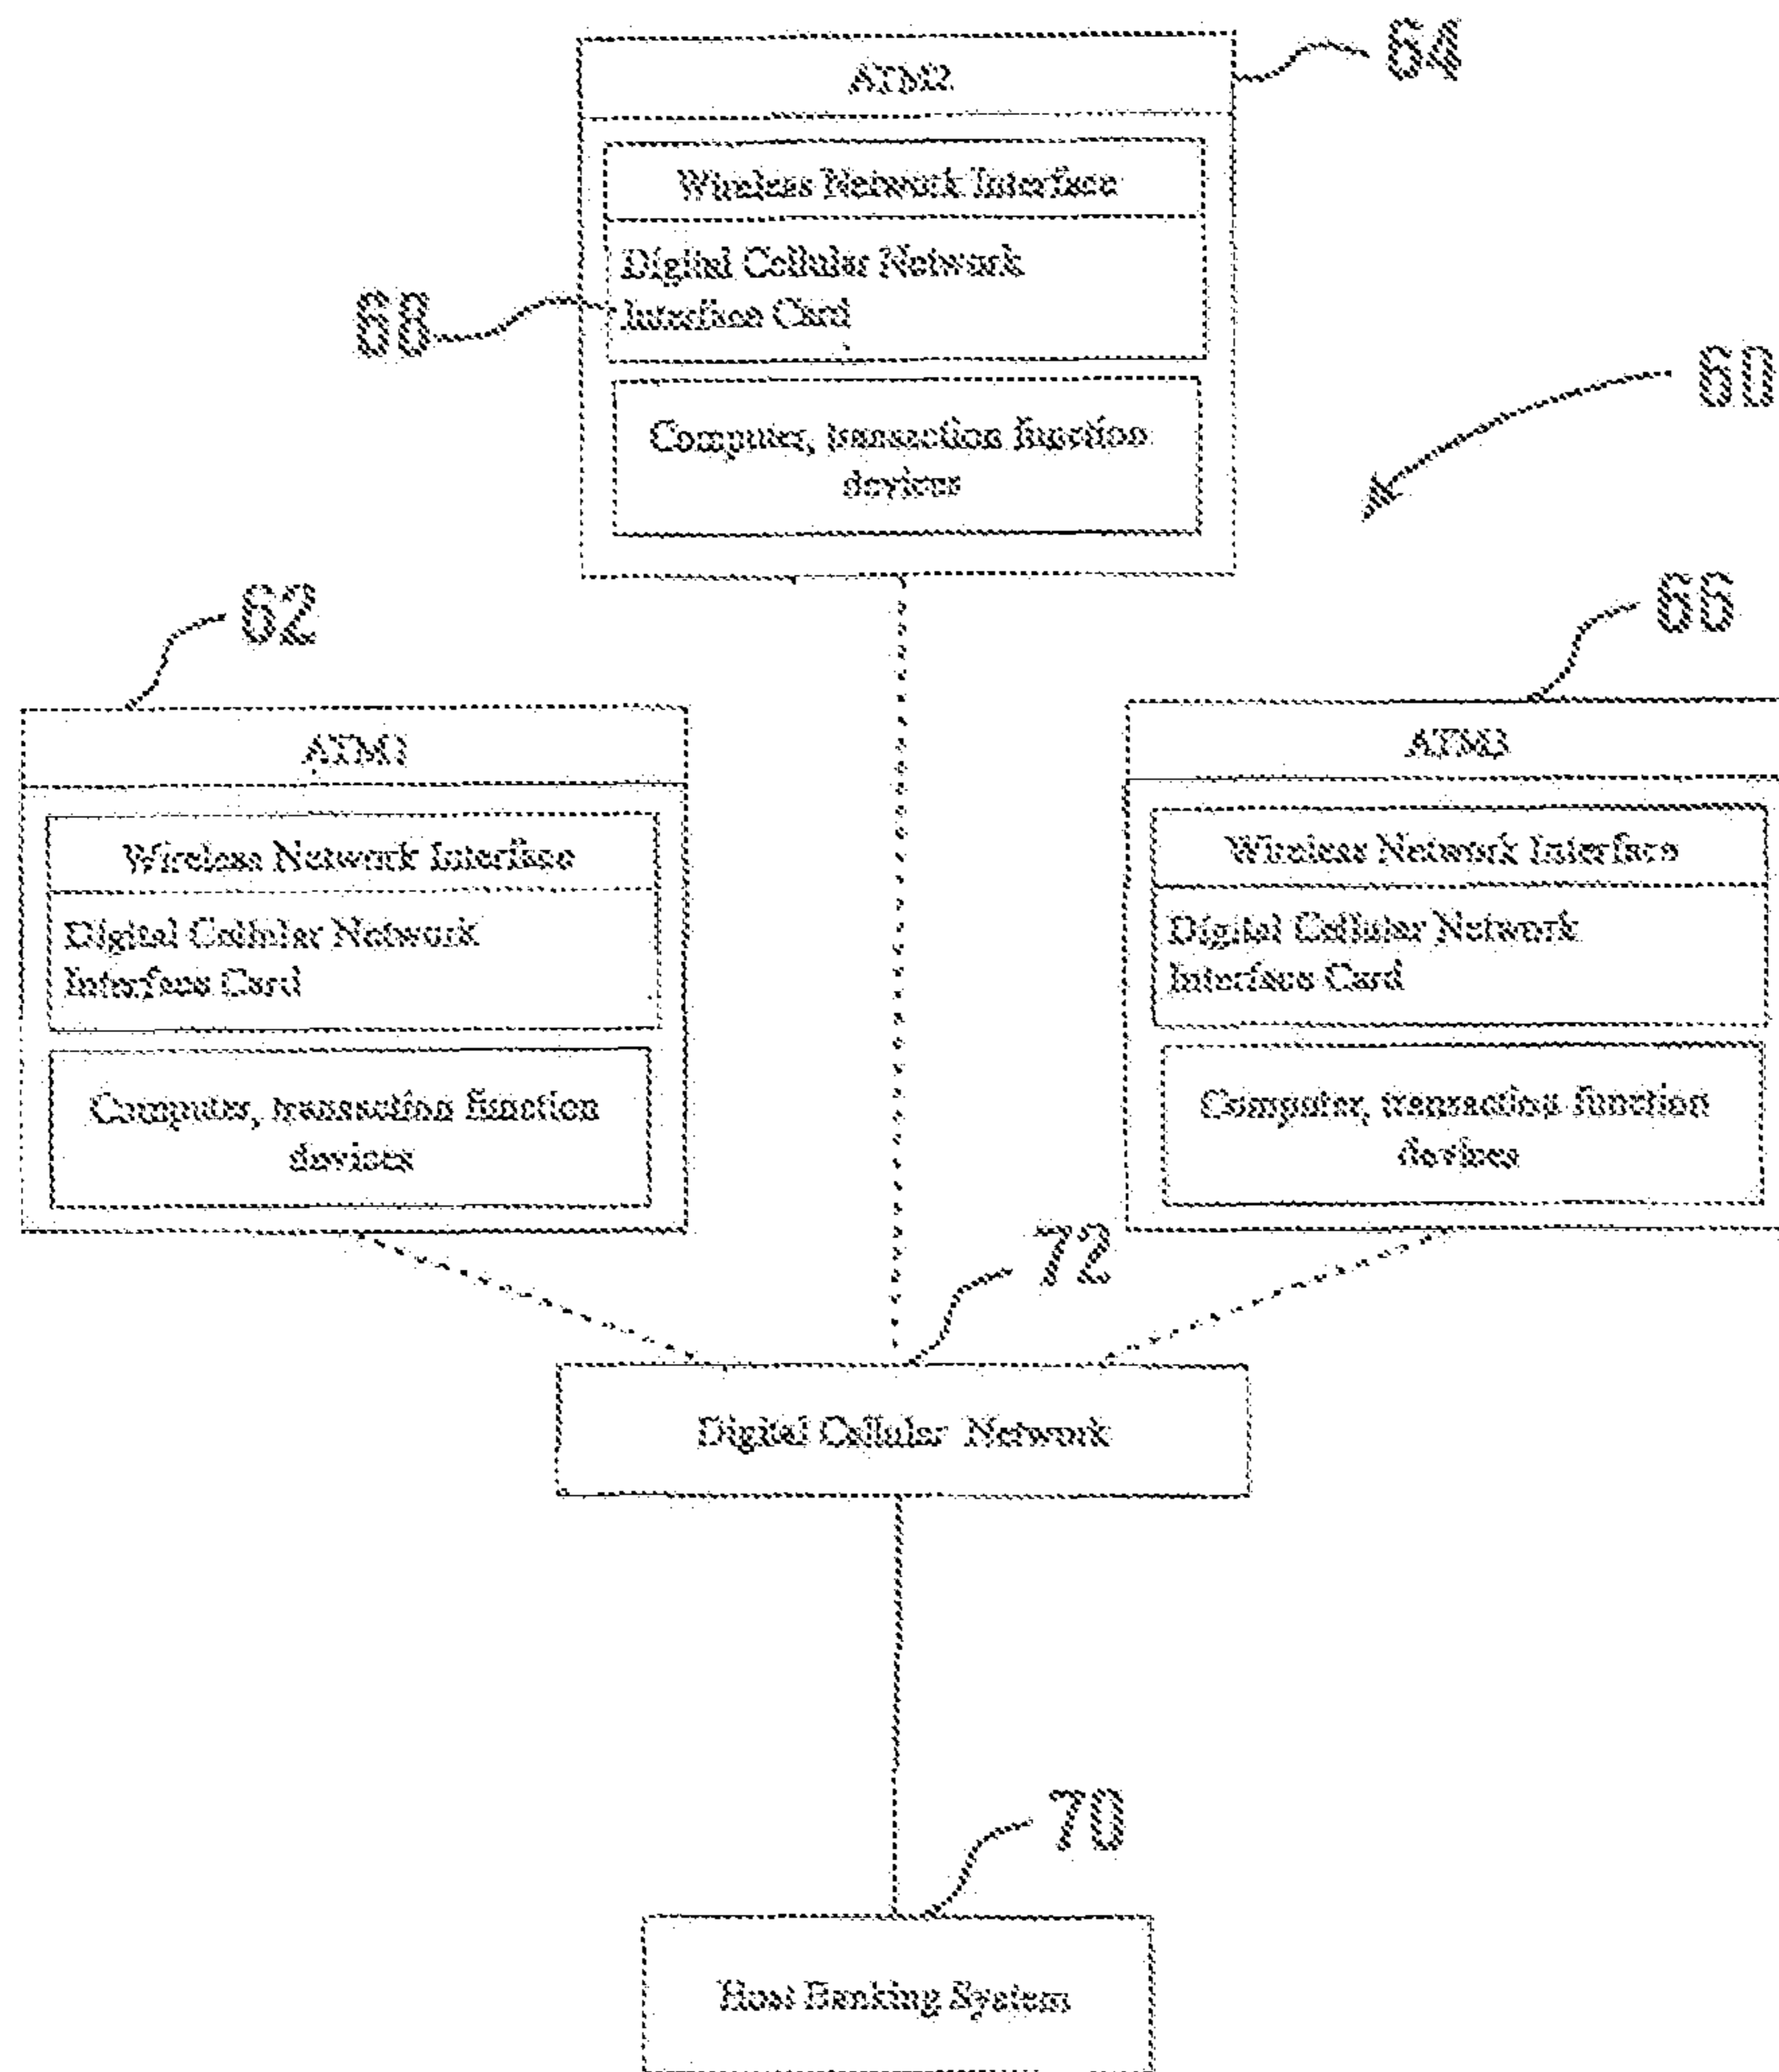 64
ATM2
Wireless Network Interface
Digital Cellular Network
Interface Card
68
Computer, transaction function
devices
60
62
ATM1
Wireless Network Interface
Digital Cellular Network
Interface Card
Computer, transaction function
devices
66
ATM3
Wireless Network Interface
Digital Cellular Network
Interface Card
Computer, transaction function
devices
72
Digital Cellular Network
70
Host Banking System